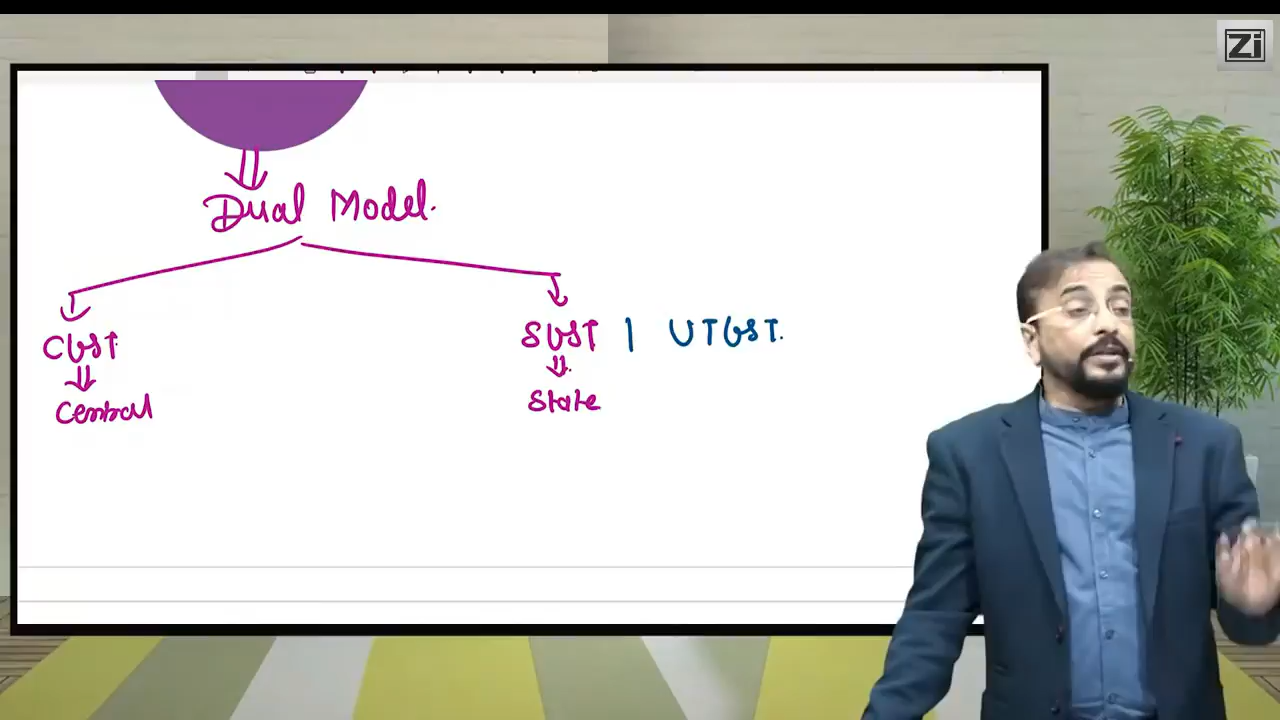 Zi
Dual Model.
CGST
SGST | UTGST.
Central
State